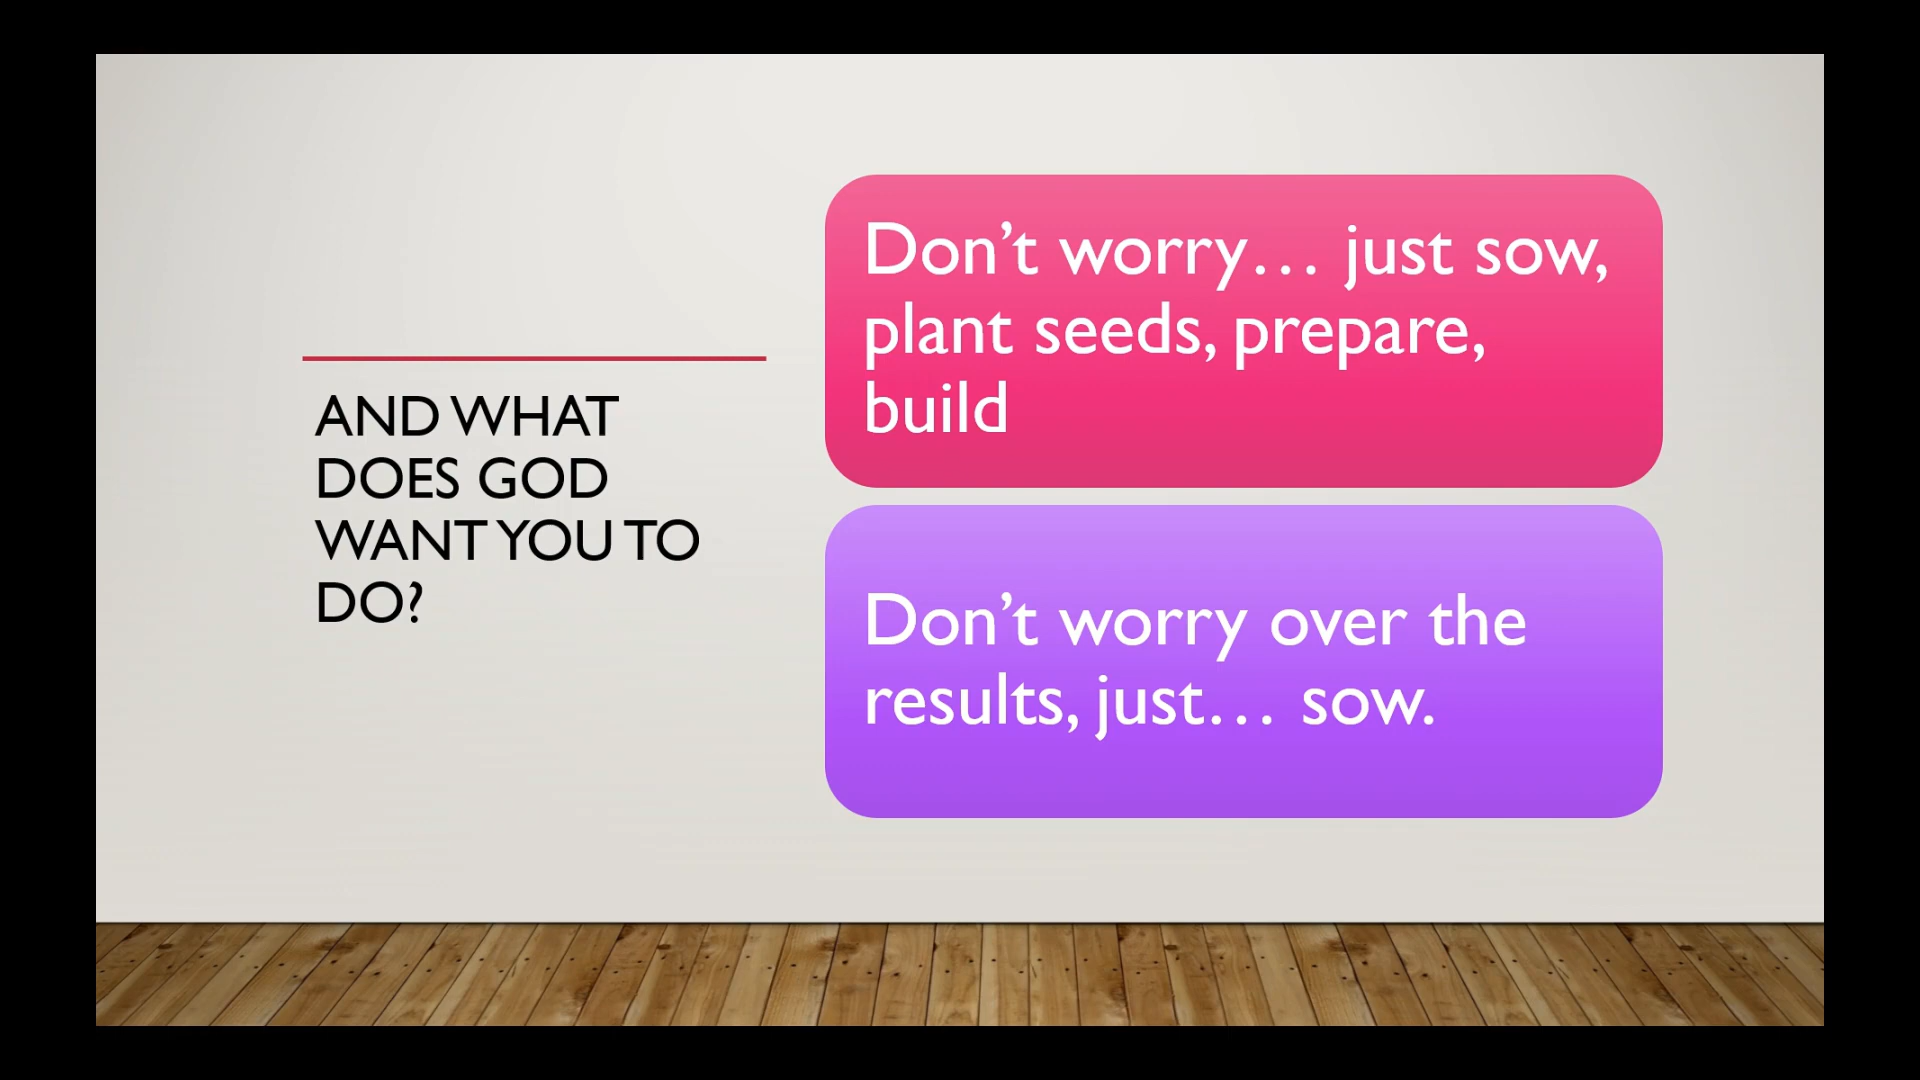 AND WHAT
DOES GOD
WANT YOU TO
DO?
Don’t worry… just sow,
plant seeds, prepare,
build
Don’t worry over the
results, just… sow.